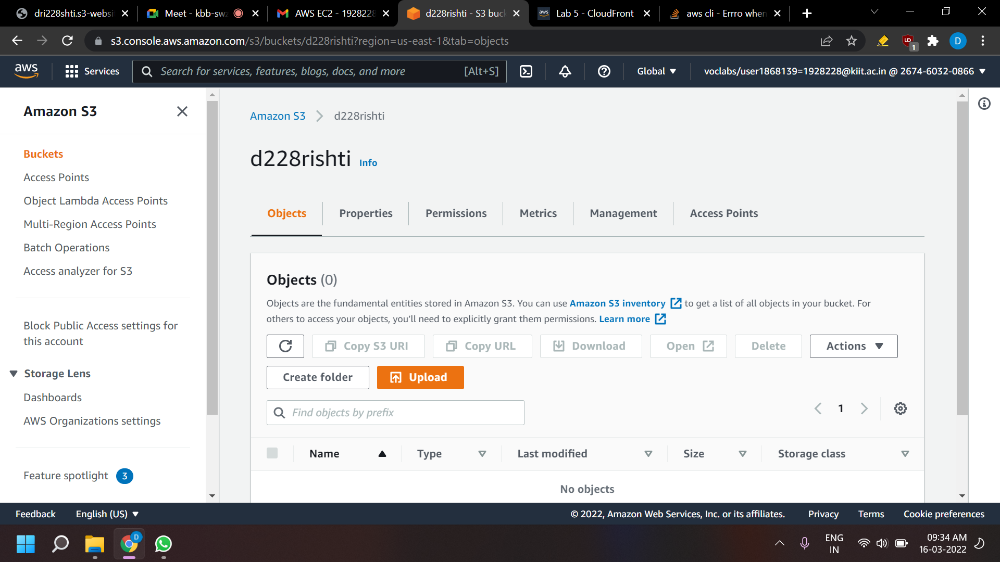 dri228shti.s3-websi
Meet - kbb-swz
AWS EC2 - 1928228
d228rishti - S3 buck
aws
Lab 5 - CloudFront
aws cli - Errro when
s3.console.aws.amazon.com/s3/buckets/d228rishti?region=us-east-1&tab=objects
1
D
aws
Services
Search for services, features, blogs, docs, and more
[Alt+S]
Global
voclabs/user1868139=1928228@kiit.ac.in @ 2674-6032-0866
Amazon S3
Buckets
Access Points
Object Lambda Access Points
Multi-Region Access Points
Batch Operations
Access analyzer for S3
Block Public Access settings for
this account
Storage Lens
Dashboards
AWS Organizations settings
Feature spotlight 3
Amazon S3 > d228rishti
d228rishti Info
Objects
Properties
Permissions
Metrics
Management
Access Points
Objects (0)
Objects are the fundamental entities stored in Amazon S3. You can use Amazon S3 inventory to get a list of all objects in your bucket. For
others to access your objects, you’ll need to explicitly grant them permissions. Learn more
Copy S3 URI
Copy URL
Download
Open
Delete
Actions
Create folder
Upload
Find objects by prefix
1
Name
Type
Last modified
Size
Storage class
No objects
Feedback
English (US)
© 2022, Amazon Web Services, Inc. or its affiliates.
Privacy
Terms
Cookie preferences
D
ENG
IN
09:34 AM
16-03-2022